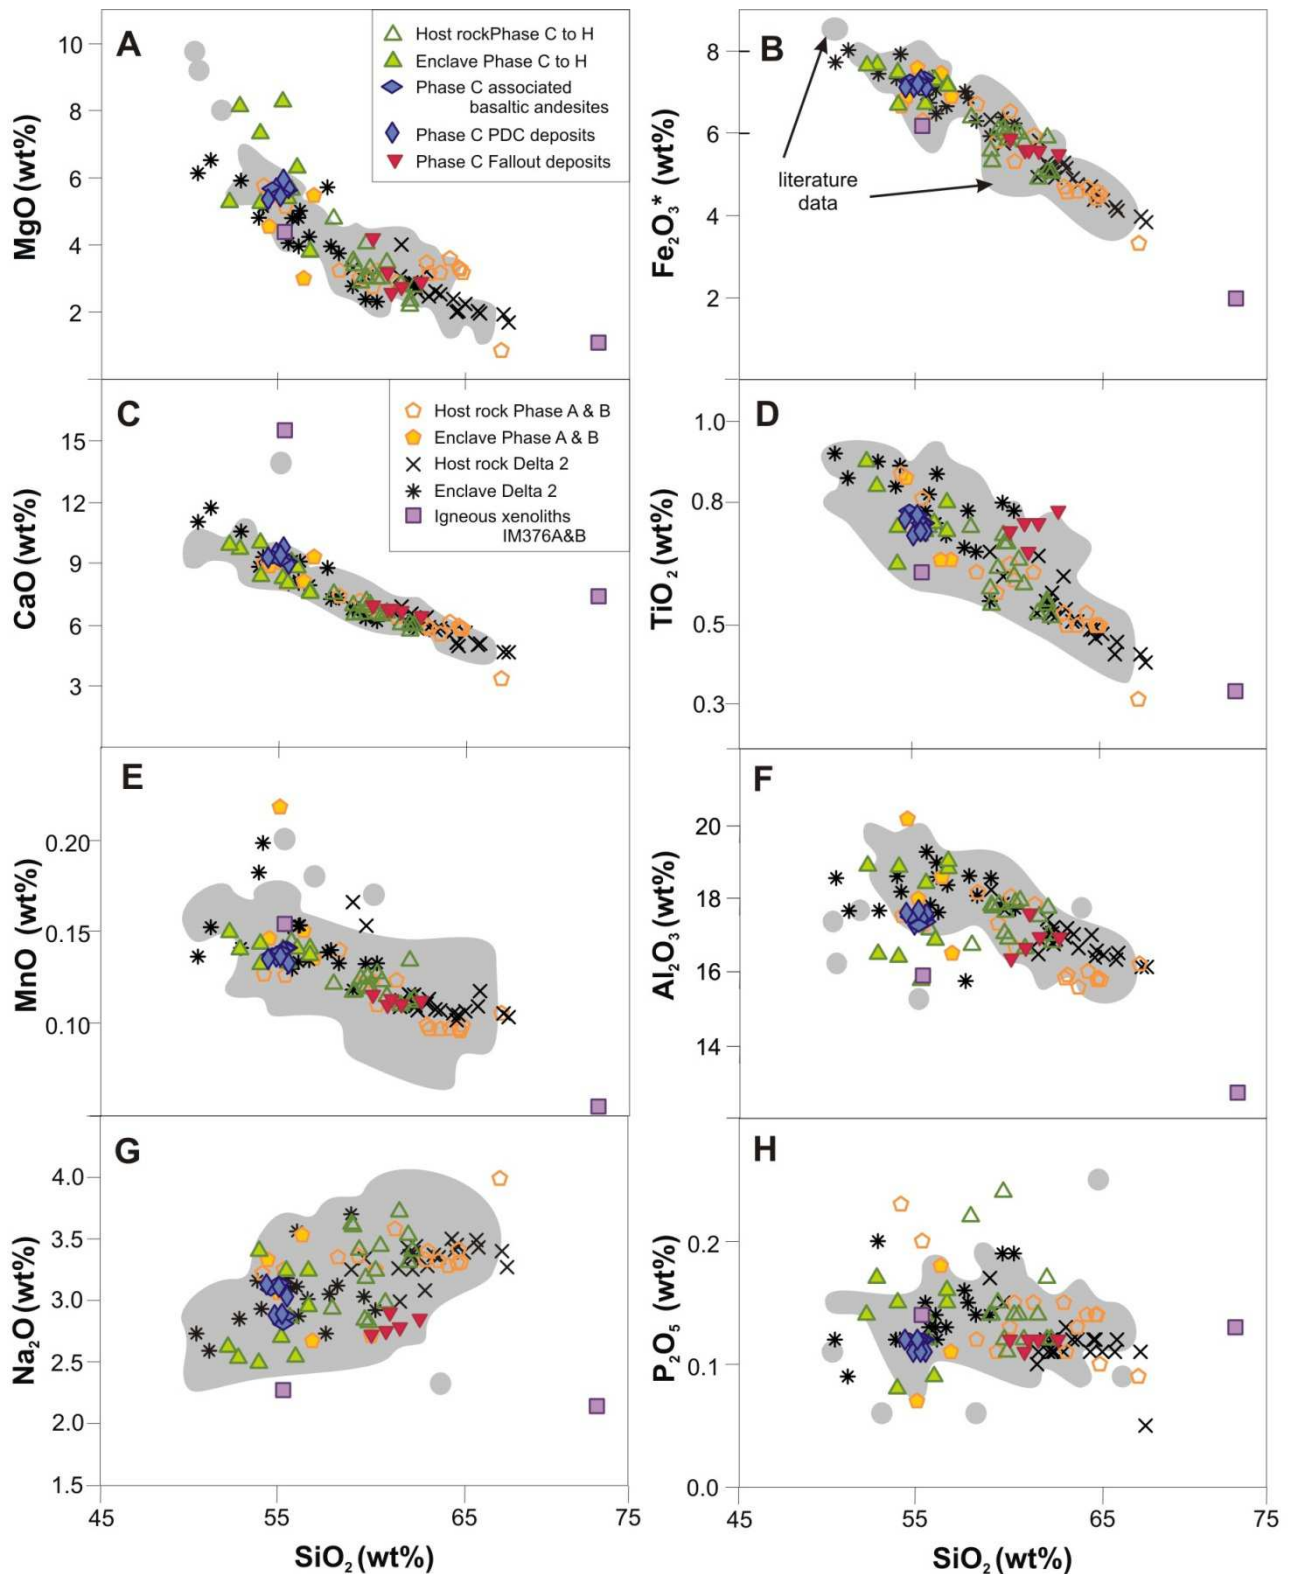 A
MgO (wt%)
10
8
6
4
2
Host rockPhase C to H
Enclave Phase C to H
Phase C associated
basaltic andesites
Phase C PDC deposits
Phase C Fallout deposits
B
Fe₂O₃* (wt%)
8
6
4
2
literature
data
C
CaO (wt%)
15
12
9
6
3
Host rock Phase A & B
Enclave Phase A & B
Host rock Delta 2
Enclave Delta 2
Igneous xenoliths
IM376A&B
D
TiO₂ (wt%)
1.0
0.8
0.5
0.3
E
MnO (wt%)
0.20
0.15
0.10
F
Al₂O₃ (wt%)
20
18
16
14
G
Na₂O (wt%)
4.0
3.5
3.0
2.5
2.0
1.5
45
55
65
75
SiO₂ (wt%)
H
P₂O₅ (wt%)
0.2
0.1
0.0
45
55
65
75
SiO₂ (wt%)